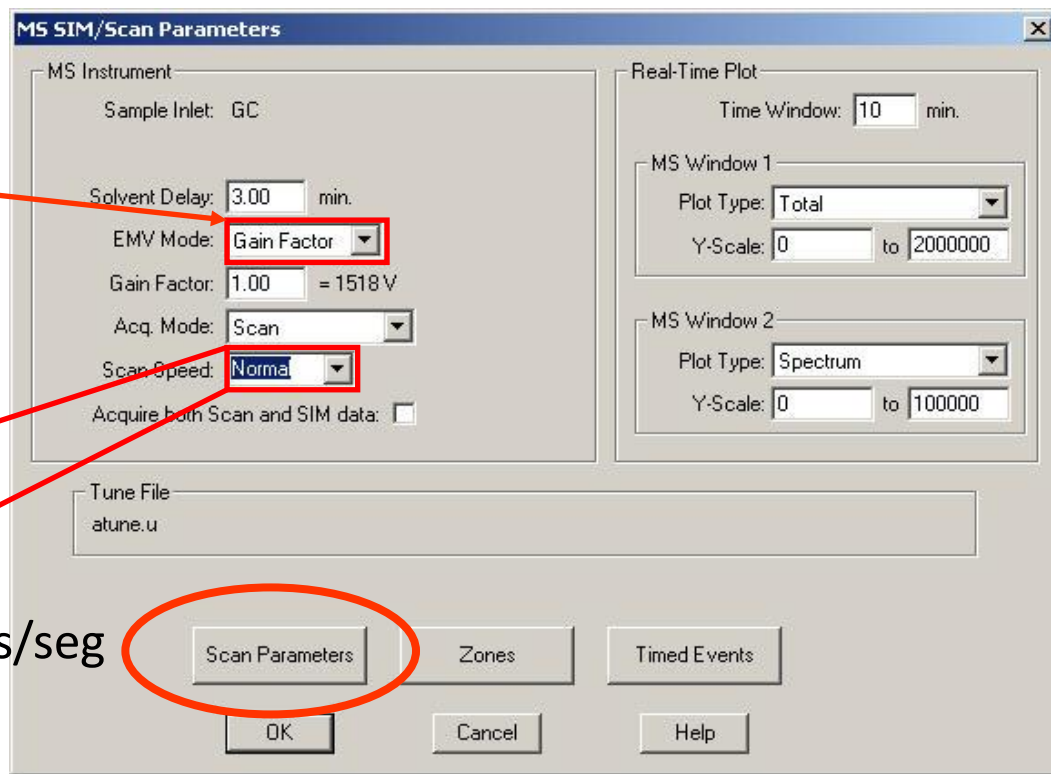 MS SIM/Scan Parameters
MS Instrument
Sample Inlet: GC
Solvent Delay: 3.00 min.
EMV Mode: Gain Factor
Gain Factor: 1.00 = 1518 V
Acq. Mode: Scan
Scan Speed: Normal
Acquire both Scan and SIM data:
Real-Time Plot
Time Window: 10 min.
MS Window 1
Plot Type: Total
Y-Scale: 0 to 2000000
MS Window 2
Plot Type: Spectrum
Y-Scale: 0 to 100000
Tune File
atune.u
s/seg
Scan Parameters Zones Timed Events
OK Cancel Help